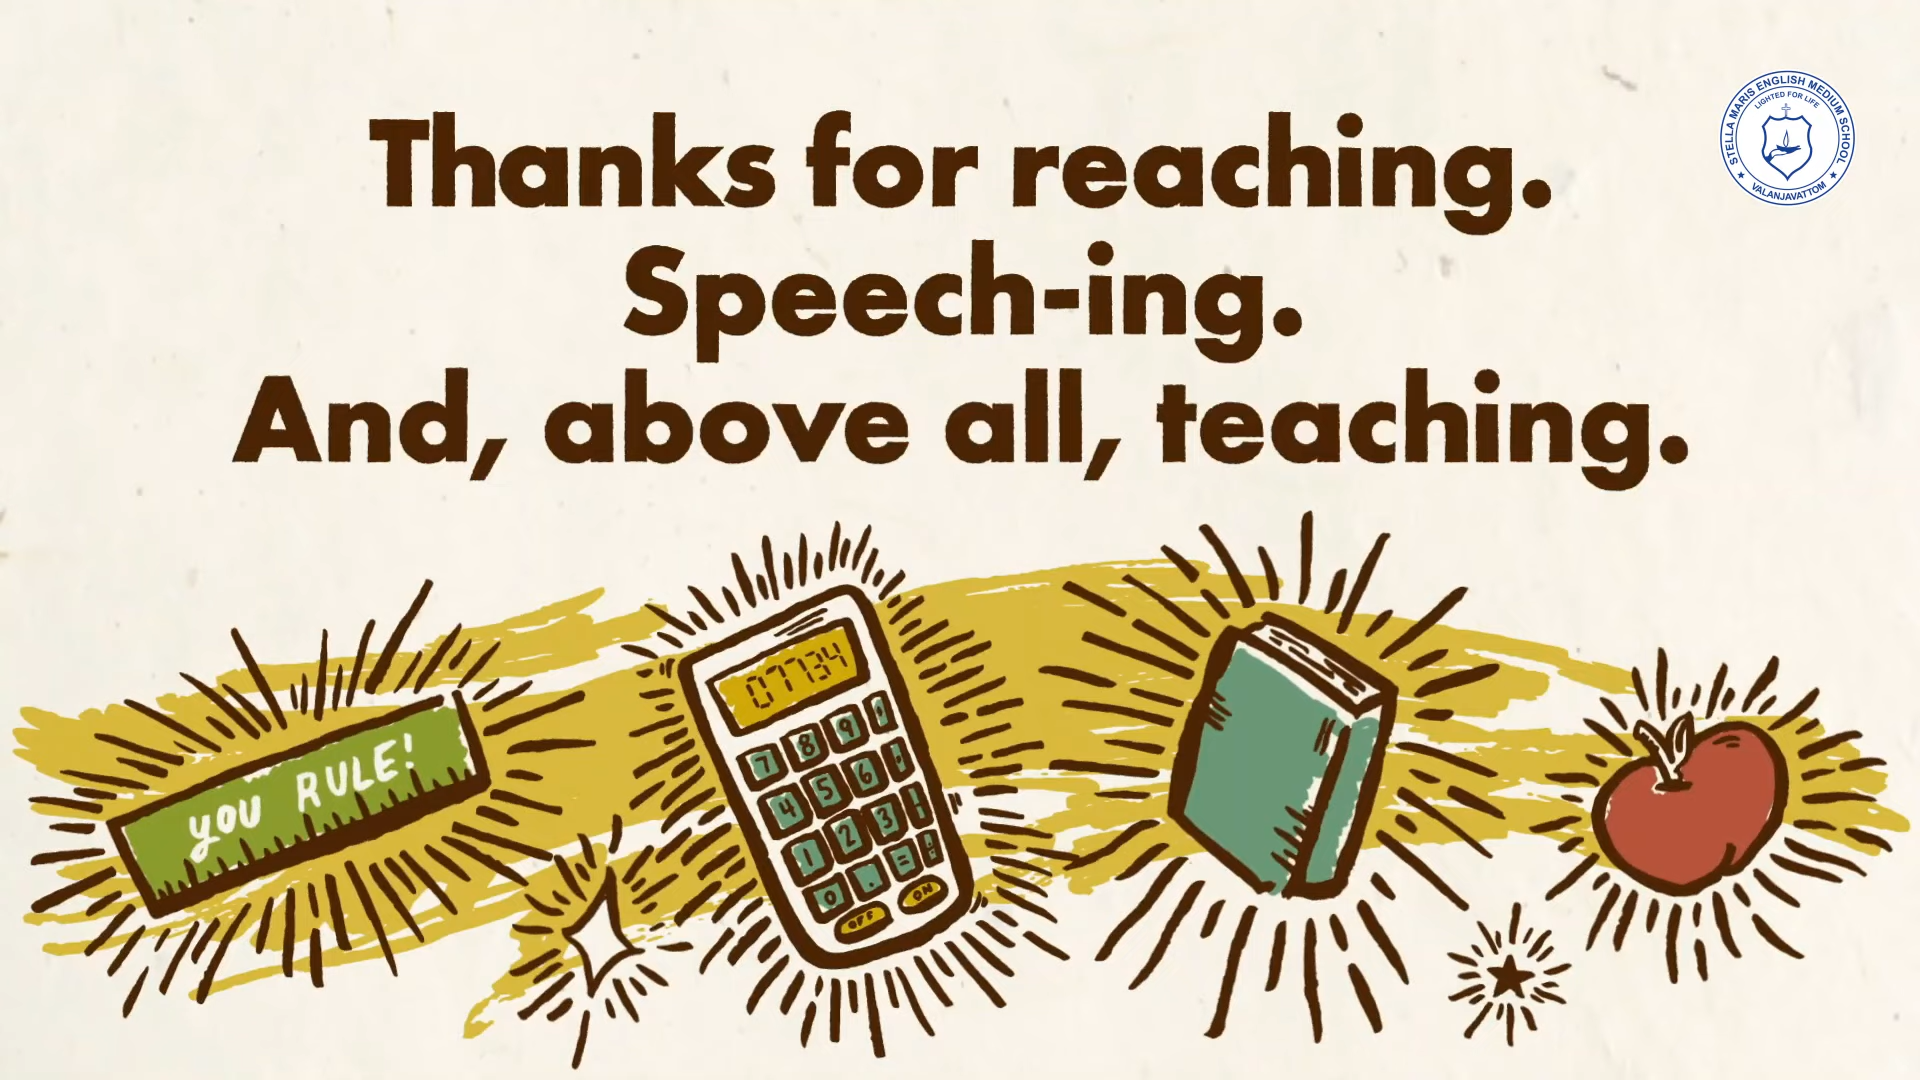 Thanks for reaching.
Speech-ing.
And, above all, teaching.
STELLA MARIS ENGLISH MEDIUM SCHOOL
LIGHTED FOR LIFE
★ VALANJAVATTOM ★
YOU RULE!
07734
7 8 9
4 5 6
1 2 3
0 . =
OFF ON